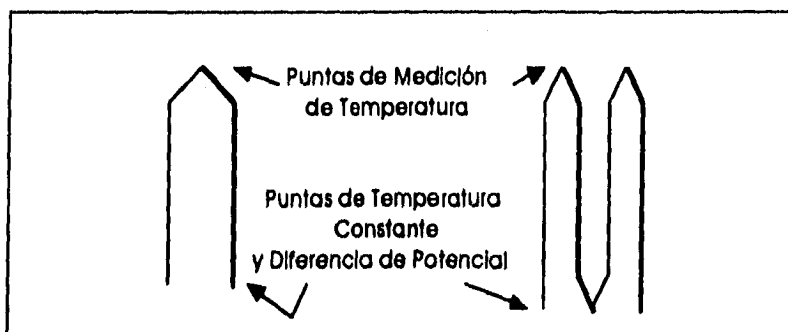 Puntas de Medición
de Temperatura
Puntas de Temperatura
Constante
y Diferencia de Potencial